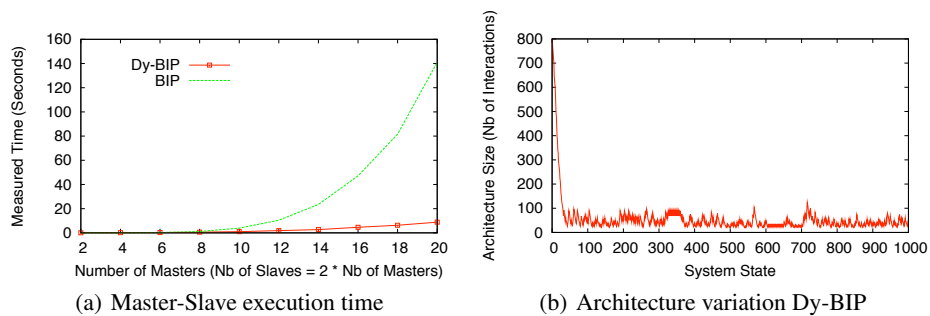 Measured Time (Seconds)
160
140
120
100
80
60
40
20
0
Dy-BIP
BIP
2 4 6 8 10 12 14 16 18 20
Number of Masters (Nb of Slaves = 2 * Nb of Masters)
(a) Master-Slave execution time
Architecture Size (Nb of Interactions)
800
700
600
500
400
300
200
100
0
0 100 200 300 400 500 600 700 800 900 1000
System State
(b) Architecture variation Dy-BIP